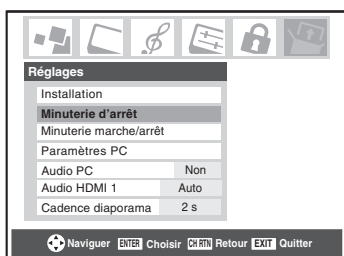 Réglages
Installation
Minuterie d'arrêt
Minuterie marche/arrêt
Paramètres PC
Audio PC Non
Audio HDMI 1 Auto
Cadence diaporama 2 s
Naviguer ENTER Choisir CH RTN Retour EXIT Quitter